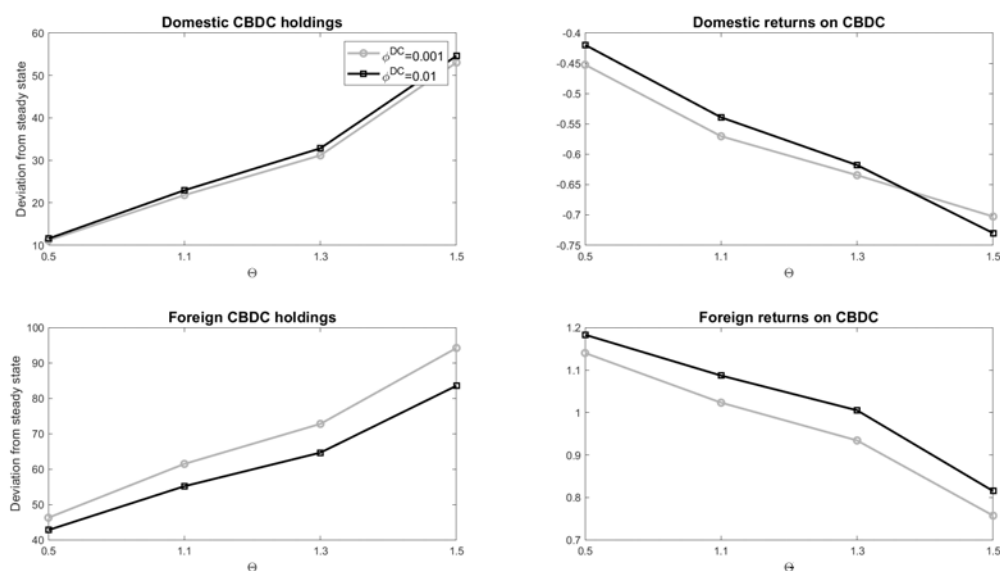 Domestic CBDC holdings
Deviation from steady state
60
50
40
30
20
10
0.5 1.1 1.3 1.5
Θ
ϕ^DC=0.001
ϕ^DC=0.01
Domestic returns on CBDC
-0.4
-0.45
-0.5
-0.55
-0.6
-0.65
-0.7
-0.75
0.5 1.1 1.3 1.5
Θ
Foreign CBDC holdings
Deviation from steady state
100
90
80
70
60
50
40
0.5 1.1 1.3 1.5
Θ
Foreign returns on CBDC
1.2
1.1
1
0.9
0.8
0.7
0.5 1.1 1.3 1.5
Θ